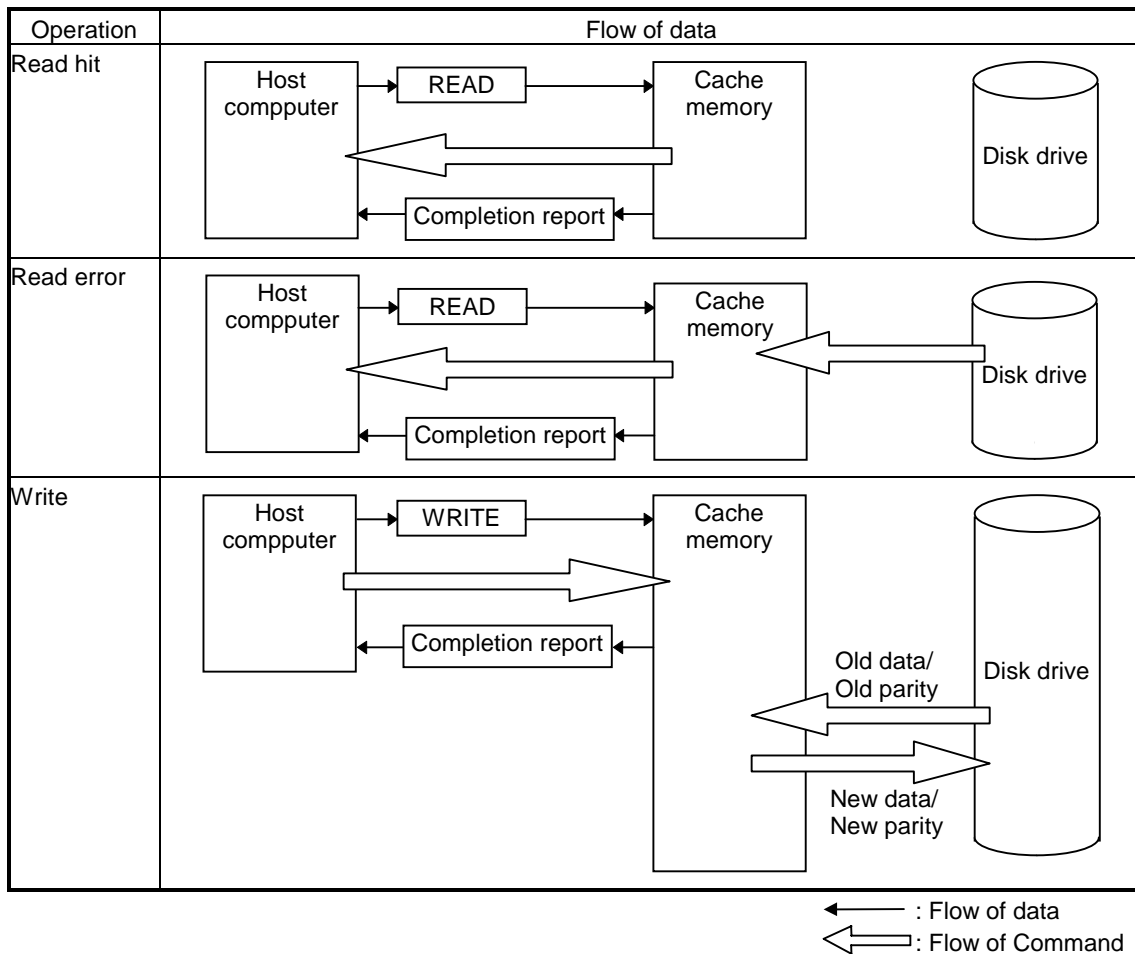 Operation
Flow of data
Read hit
Host
compputer
READ
Cache
memory
Disk drive
Completion report
Read error
Host
compputer
READ
Cache
memory
Disk drive
Completion report
Write
Host
compputer
WRITE
Cache
memory
Completion report
Old data/
Old parity
Disk drive
New data/
New parity
: Flow of data
: Flow of Command